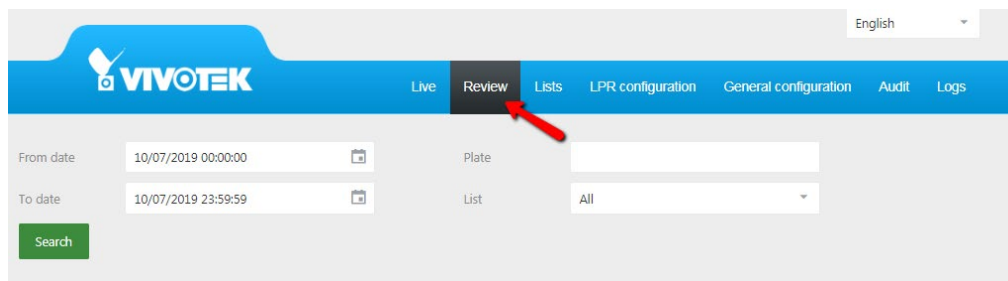 English
VIVOTEK
Live Review Lists LPR configuration General configuration Audit Logs
From date 10/07/2019 00:00:00 Plate
To date 10/07/2019 23:59:59 List All
Search